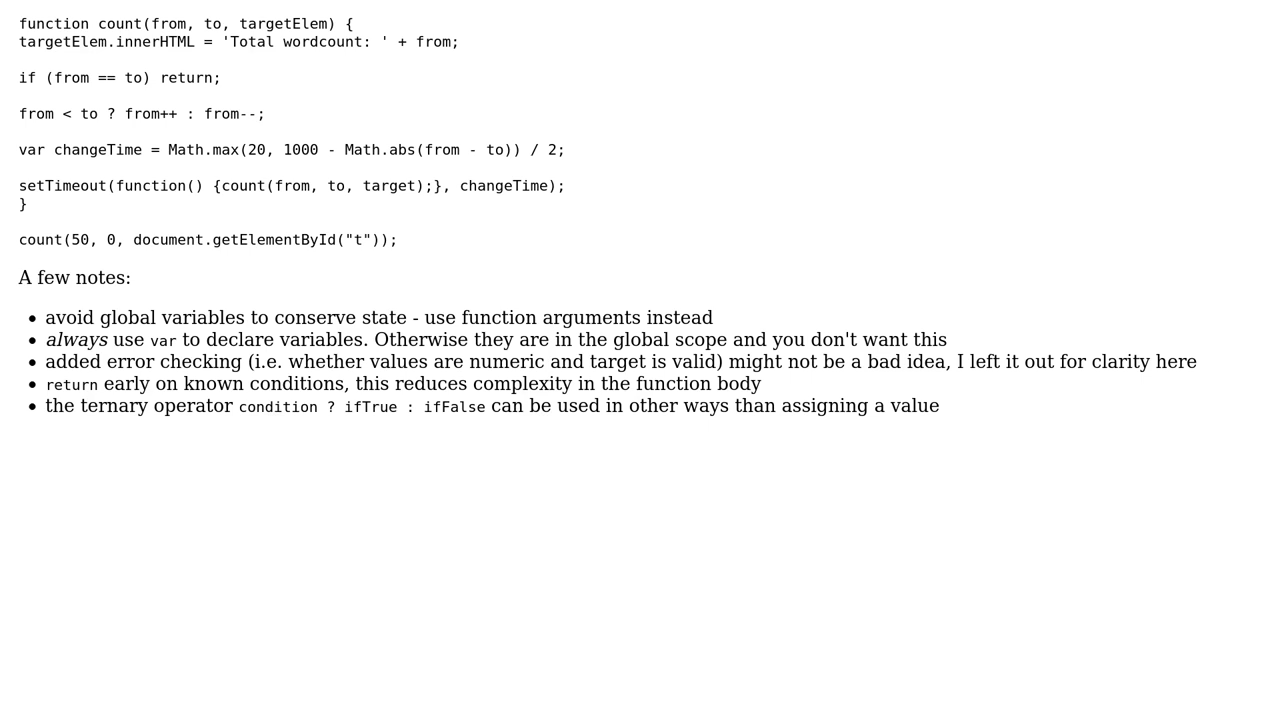 function count(from, to, targetElem) {
targetElem.innerHTML = 'Total wordcount: ' + from;
if (from == to) return;
from < to ? from++ : from--;
var changeTime = Math.max(20, 1000 - Math.abs(from - to)) / 2;
setTimeout(function() {count(from, to, target);}, changeTime);
}
count(50, 0, document.getElementById("t"));
A few notes:
• avoid global variables to conserve state - use function arguments instead
• always use var to declare variables. Otherwise they are in the global scope and you don't want this
• added error checking (i.e. whether values are numeric and target is valid) might not be a bad idea, I left it out for clarity here
• return early on known conditions, this reduces complexity in the function body
• the ternary operator condition ? ifTrue : ifFalse can be used in other ways than assigning a value